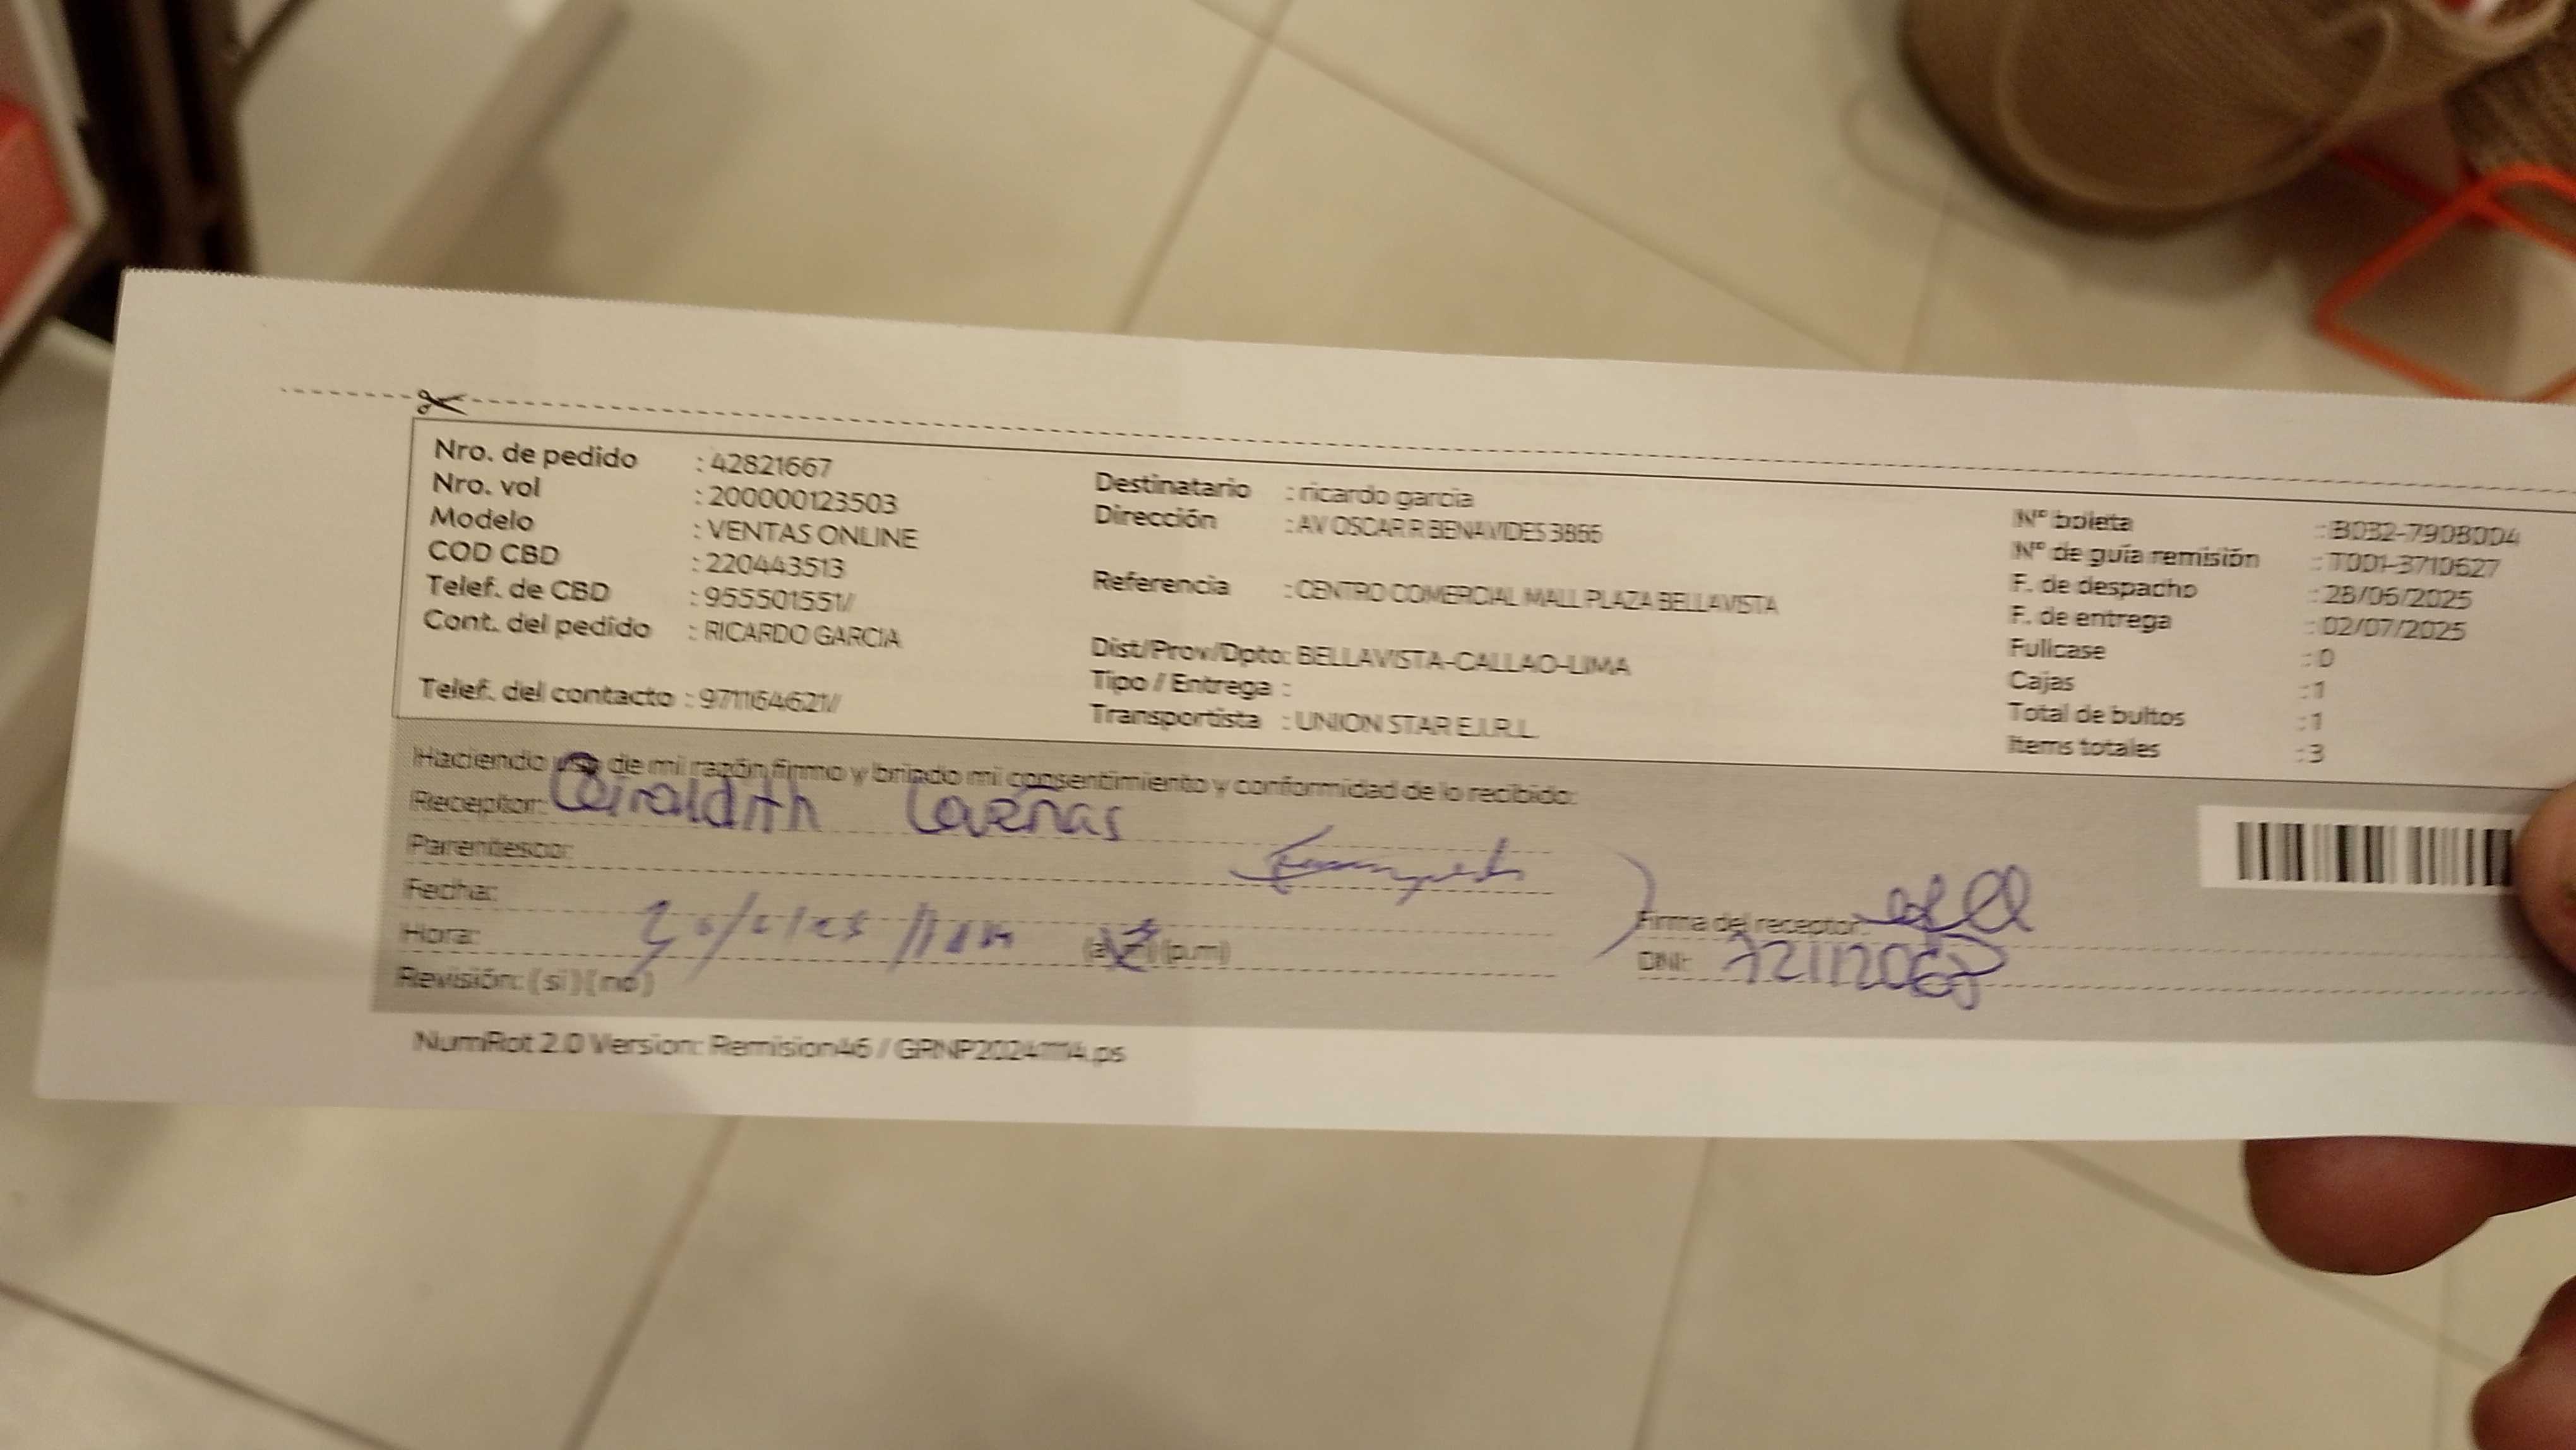 Nro. de pedido : 42821667
Nro. vol : 200000123503
Modelo : VENTAS ONLINE
COD CBD : 220443513
Telef. de CBD : 955501551/
Cont. del pedido : RICARDO GARCIA
Telef. del contacto : 971164621/
Destinatario : ricardo garcia
Dirección : AV OSCAR R BENAVIDES 3866
Referencia : CENTRO COMERCIAL MALL PLAZA BELLAVISTA
Dist/Prov/Dpto: BELLAVISTA-CALLAO-LIMA
Tipo / Entrega :
Transportista : UNION STAR E.I.R.L.
N° boleta : B032-7908004
N° de guía remisión : T001-3710627
F. de despacho : 28/06/2025
F. de entrega : 02/07/2025
Fullcase : 0
Cajas : 1
Total de bultos : 1
Items totales : 3
Haciendo uso de mi razón firmo y brindo mi consentimiento y conformidad de lo recibido:
Receptor: Geiraldith
Parentesco:
Fecha:
Hora: (p.m)
Revisión: (si) (no)
Firma del receptor:
DNI:
NumRot 2.0 Version: Remision46 / GRNP20241114.ps